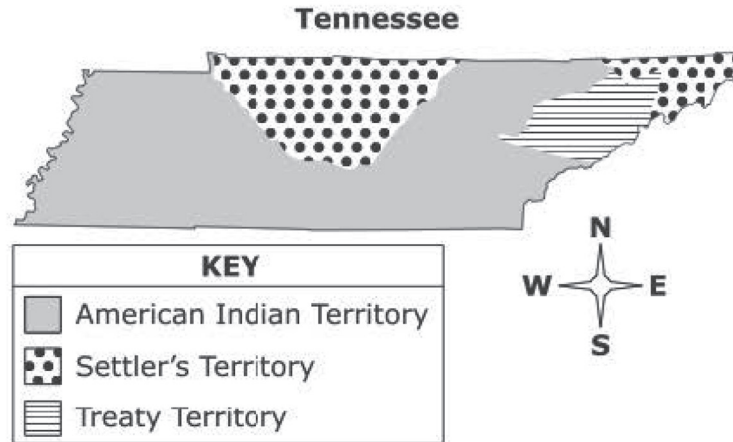 Tennessee
KEY
American Indian Territory
Settler's Territory
Treaty Territory
N
W E
S